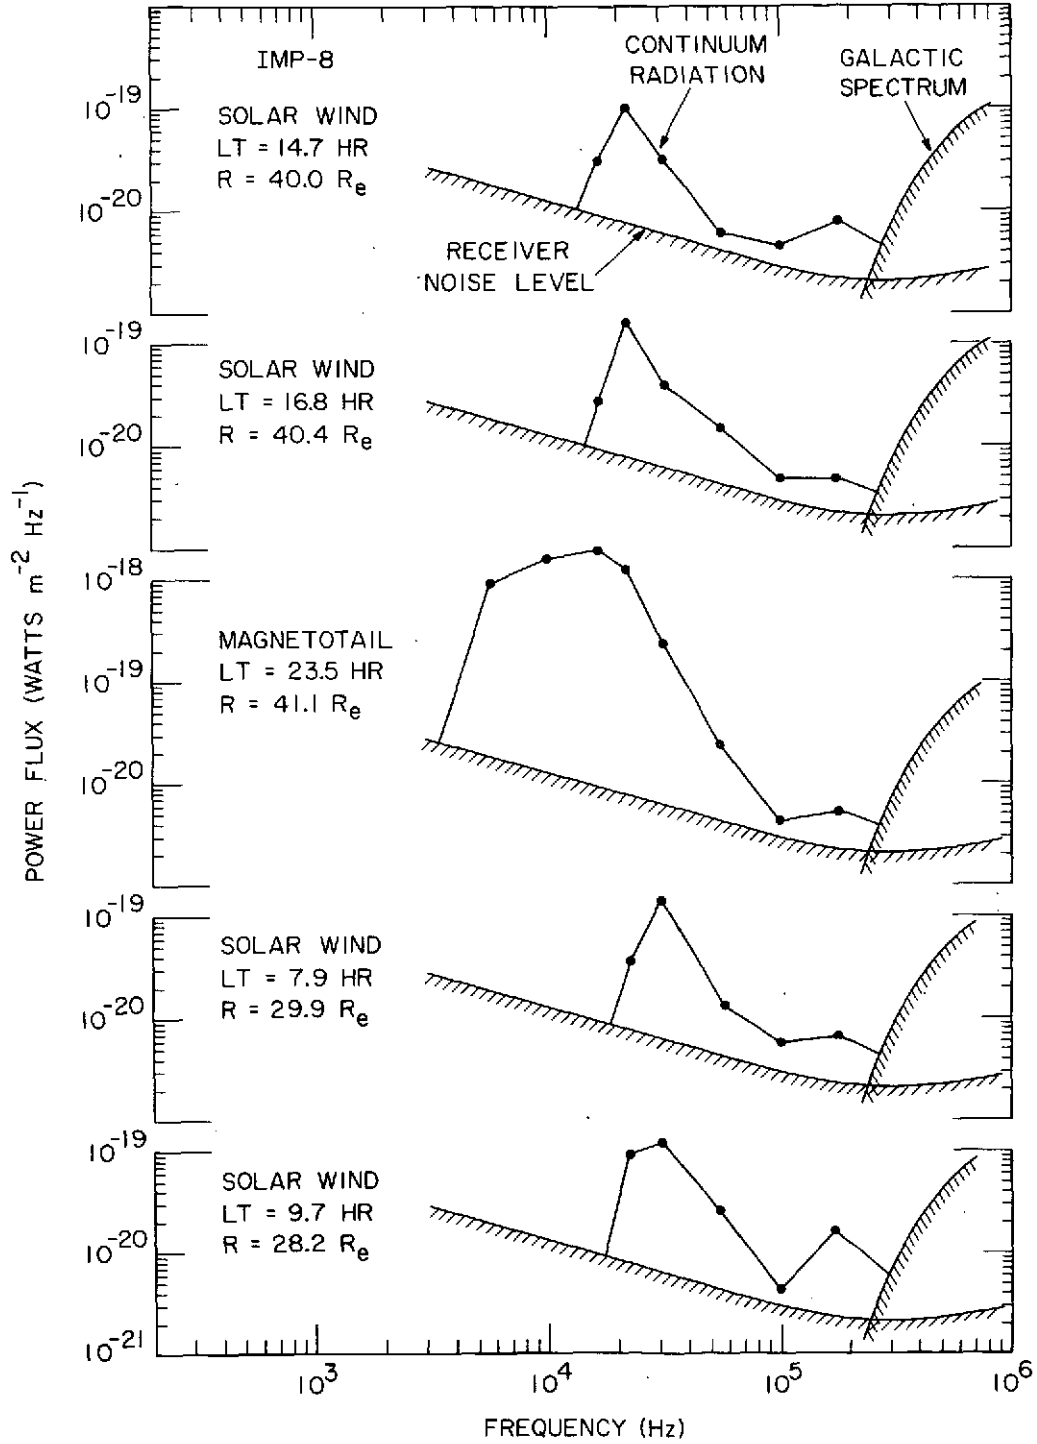 IMP-8
CONTINUUM
RADIATION
GALACTIC
SPECTRUM
10⁻¹⁹
SOLAR WIND
LT = 14.7 HR
R = 40.0 Rₑ
10⁻²⁰
RECEIVER
NOISE LEVEL
10⁻¹⁹
SOLAR WIND
LT = 16.8 HR
R = 40.4 Rₑ
10⁻²⁰
POWER FLUX (WATTS m⁻² Hz⁻¹)
10⁻¹⁸
MAGNETOTAIL
LT = 23.5 HR
R = 41.1 Rₑ
10⁻¹⁹
10⁻²⁰
10⁻¹⁹
SOLAR WIND
LT = 7.9 HR
R = 29.9 Rₑ
10⁻²⁰
10⁻¹⁹
SOLAR WIND
LT = 9.7 HR
R = 28.2 Rₑ
10⁻²⁰
10⁻²¹
10³ 10⁴ 10⁵ 10⁶
FREQUENCY (Hz)